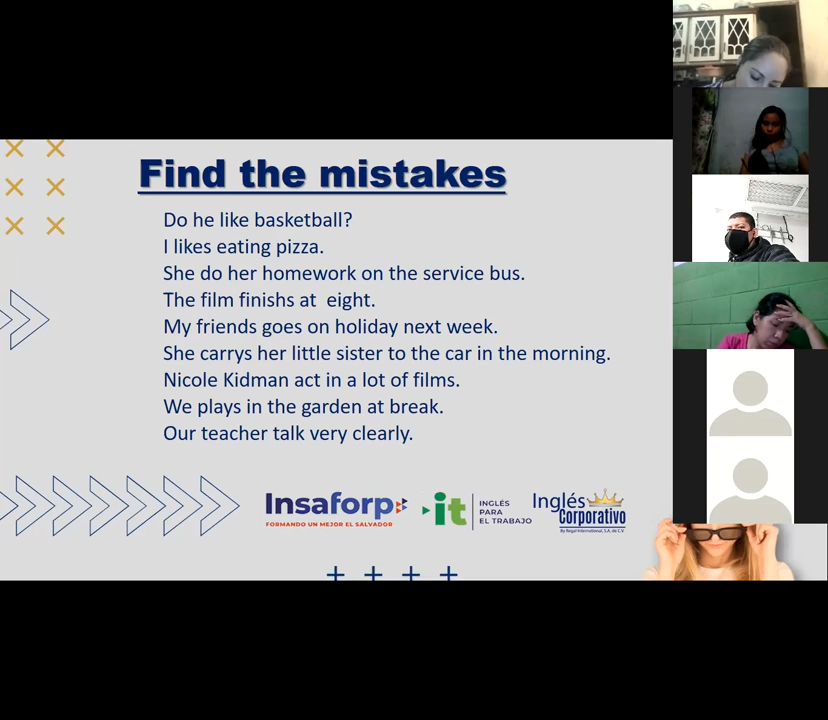 Find the mistakes
Do he like basketball?
I likes eating pizza.
She do her homework on the service bus.
The film finishs at eight.
My friends goes on holiday next week.
She carrys her little sister to the car in the morning.
Nicole Kidman act in a lot of films.
We plays in the garden at break.
Our teacher talk very clearly.
Insaforp
FORMANDO UN MEJOR EL SALVADOR
it
INGLÉS
PARA
EL TRABAJO
Inglés
Corporativo
By Regal International, S.A. de C.V.